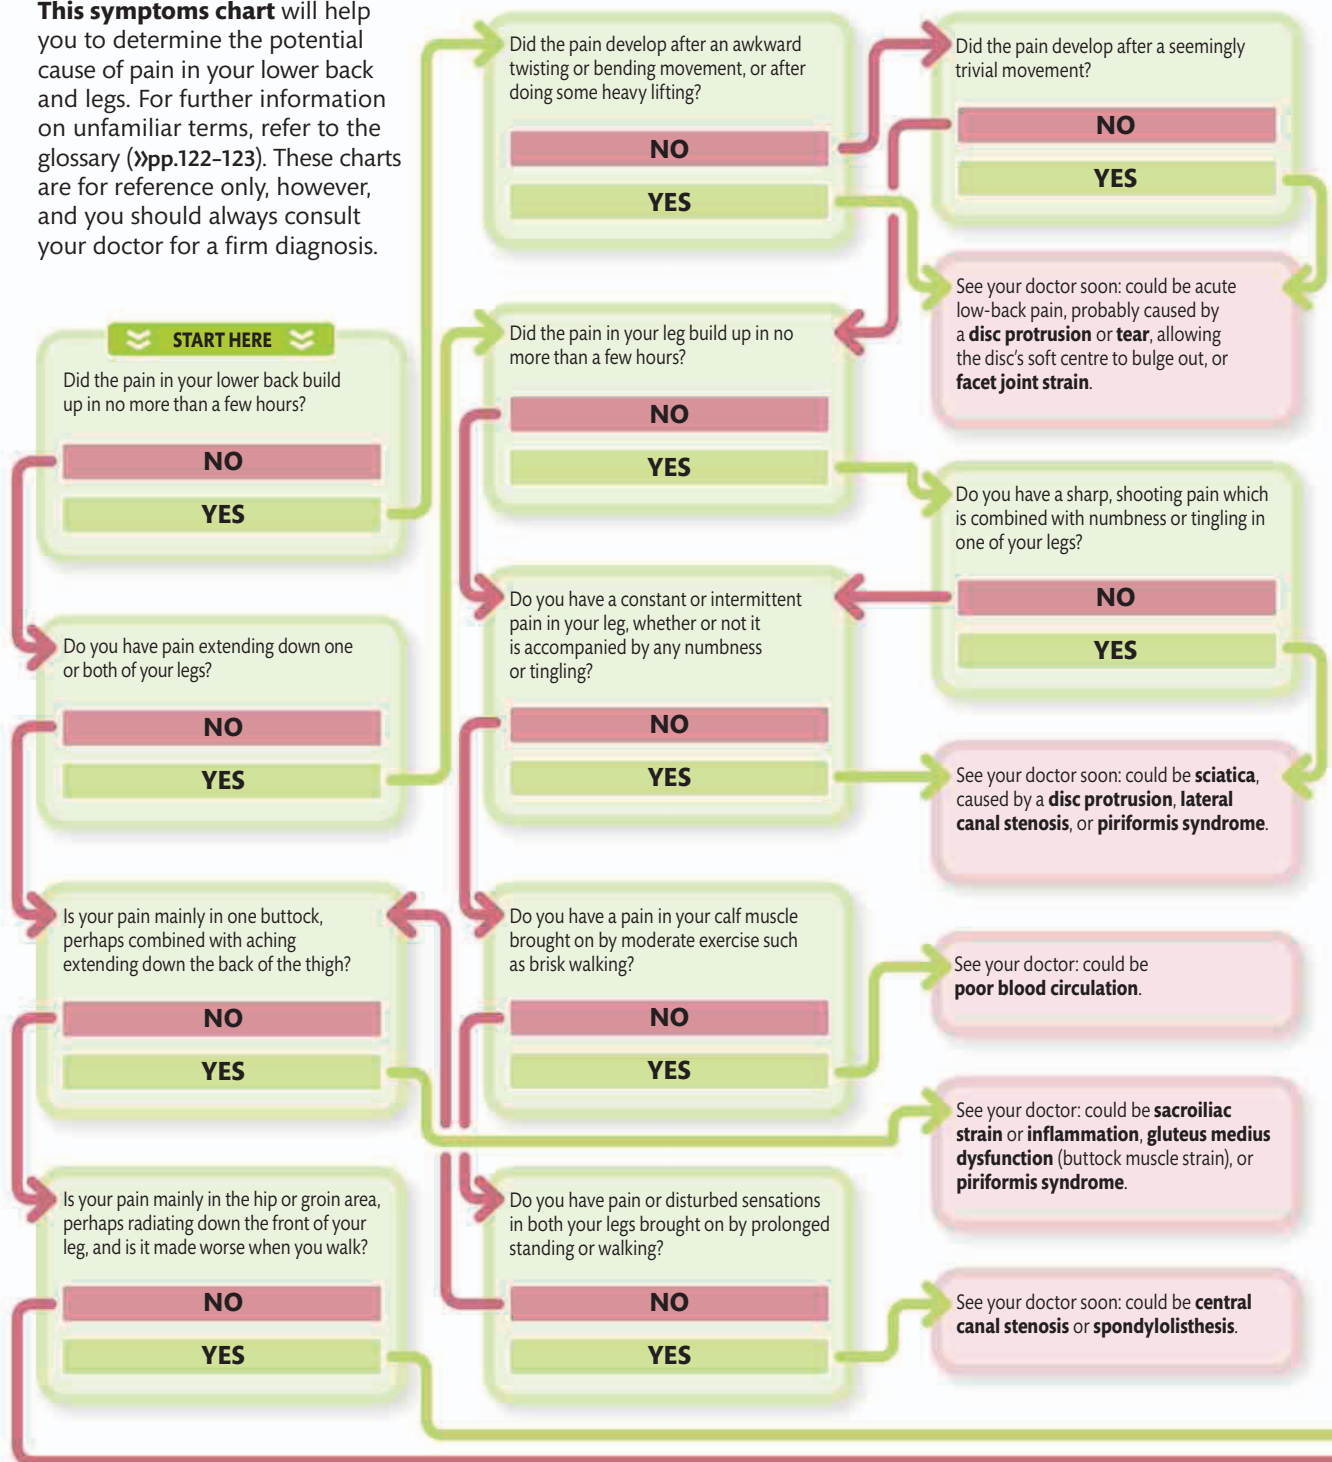 This symptoms chart will help
you to determine the potential
cause of pain in your lower back
and legs. For further information
on unfamiliar terms, refer to the
glossary (»pp.122–123). These charts
are for reference only, however,
and you should always consult
your doctor for a firm diagnosis.
START HERE
Did the pain in your lower back build
up in no more than a few hours?
NO
YES
Do you have pain extending down one
or both of your legs?
NO
YES
Is your pain mainly in one buttock,
perhaps combined with aching
extending down the back of the thigh?
NO
YES
Is your pain mainly in the hip or groin area,
perhaps radiating down the front of your
leg, and is it made worse when you walk?
NO
YES
Did the pain develop after an awkward
twisting or bending movement, or after
doing some heavy lifting?
NO
YES
Did the pain in your leg build up in no
more than a few hours?
NO
YES
Do you have a constant or intermittent
pain in your leg, whether or not it
is accompanied by any numbness
or tingling?
NO
YES
Do you have a pain in your calf muscle
brought on by moderate exercise such
as brisk walking?
NO
YES
Do you have pain or disturbed sensations
in both your legs brought on by prolonged
standing or walking?
NO
YES
Did the pain develop after a seemingly
trivial movement?
NO
YES
See your doctor soon: could be acute
low-back pain, probably caused by
a disc protrusion or tear, allowing
the disc's soft centre to bulge out, or
facet joint strain.
Do you have a sharp, shooting pain which
is combined with numbness or tingling in
one of your legs?
NO
YES
See your doctor soon: could be sciatica,
caused by a disc protrusion, lateral
canal stenosis, or piriformis syndrome.
See your doctor: could be
poor blood circulation.
See your doctor: could be sacroiliac
strain or inflammation, gluteus medius
dysfunction (buttock muscle strain), or
piriformis syndrome.
See your doctor soon: could be central
canal stenosis or spondylolisthesis.